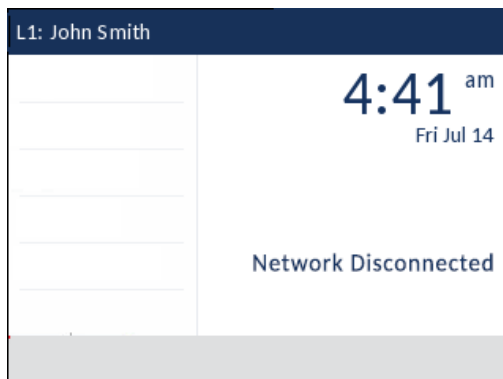 L1: John Smith
4:41 am
Fri Jul 14
Network Disconnected